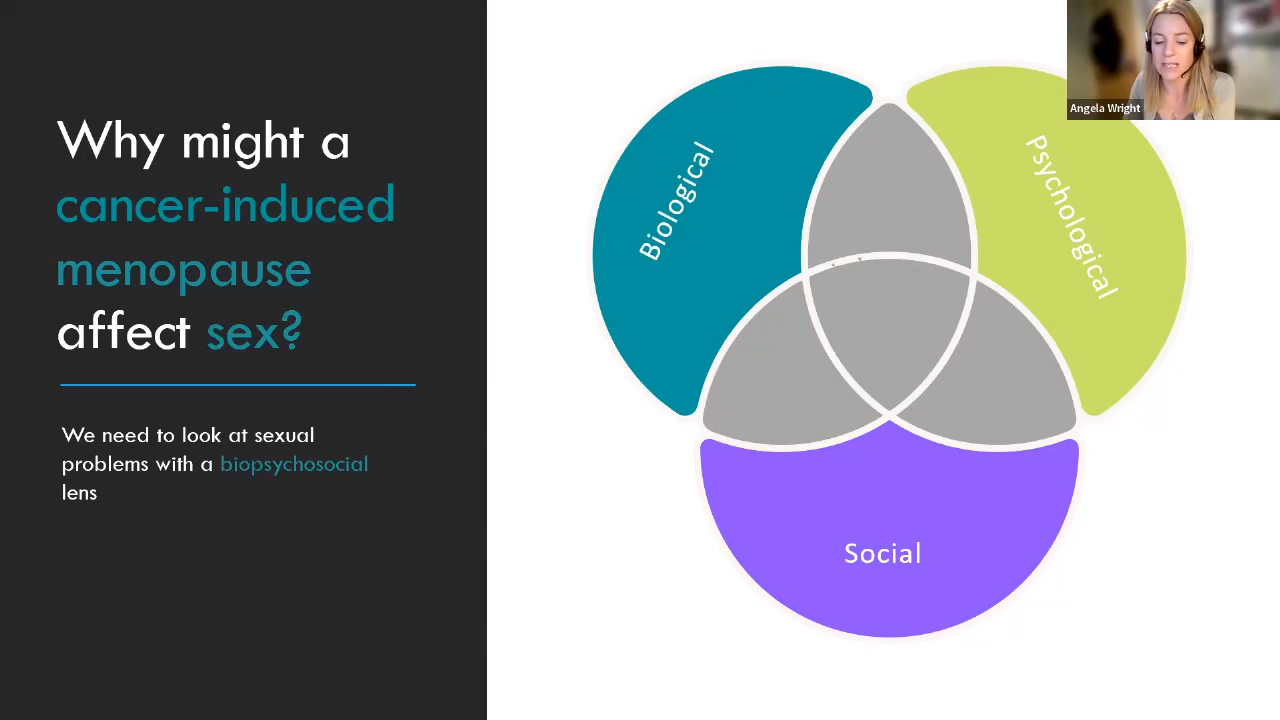 Why might a
cancer-induced
menopause
affect sex?
We need to look at sexual
problems with a biopsychosocial
lens
Biological
Psychological
Social
Angela Wright